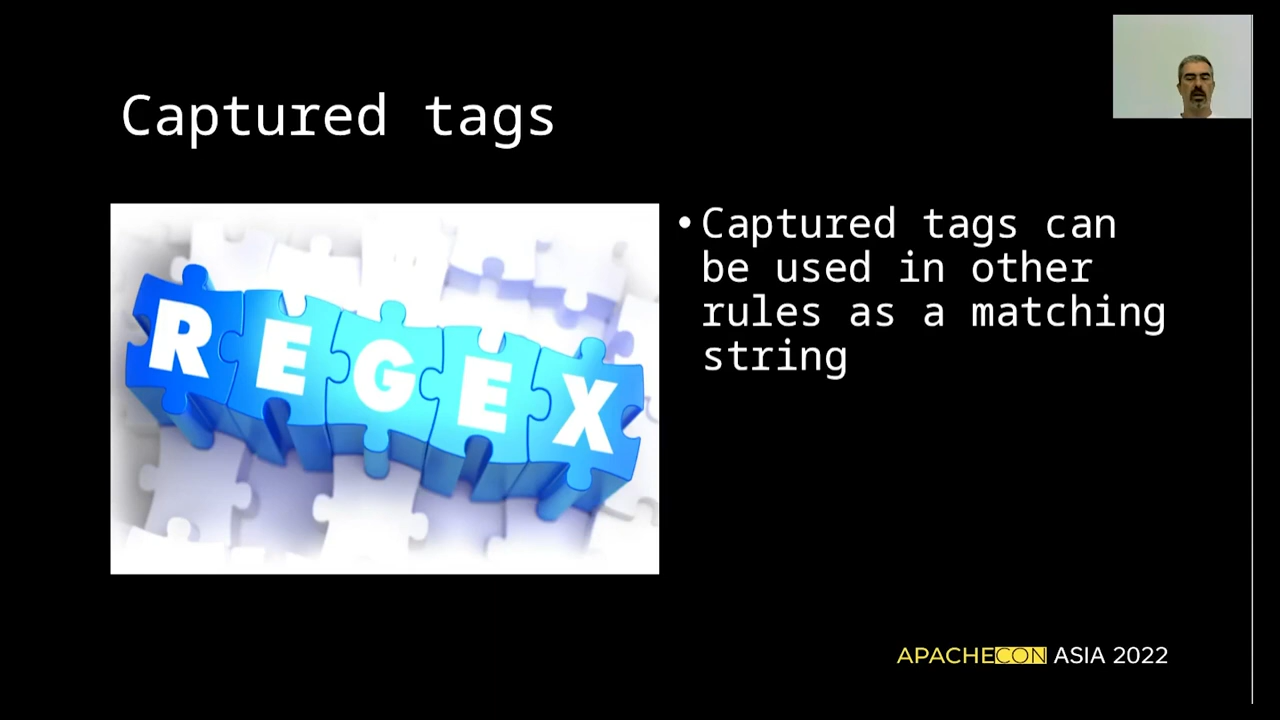 Captured tags
REGEX
• Captured tags can
be used in other
rules as a matching
string
APACHECON ASIA 2022